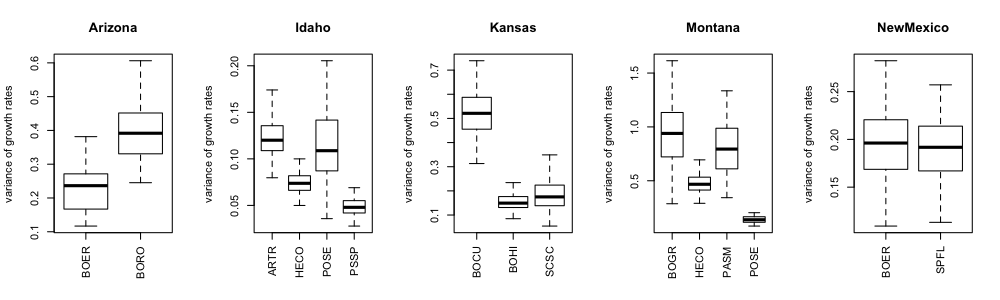 Arizona
variance of growth rates
0.6
0.5
0.4
0.3
0.2
0.1
BOER
BORO
Idaho
variance of growth rates
0.20
0.15
0.10
0.05
ARTR
HECO
POSE
PSSP
Kansas
variance of growth rates
0.7
0.5
0.3
0.1
BOCU
BOHI
SCSC
Montana
variance of growth rates
1.5
1.0
0.5
BOGR
HECO
PASM
POSE
NewMexico
variance of growth rates
0.25
0.20
0.15
BOER
SPFL